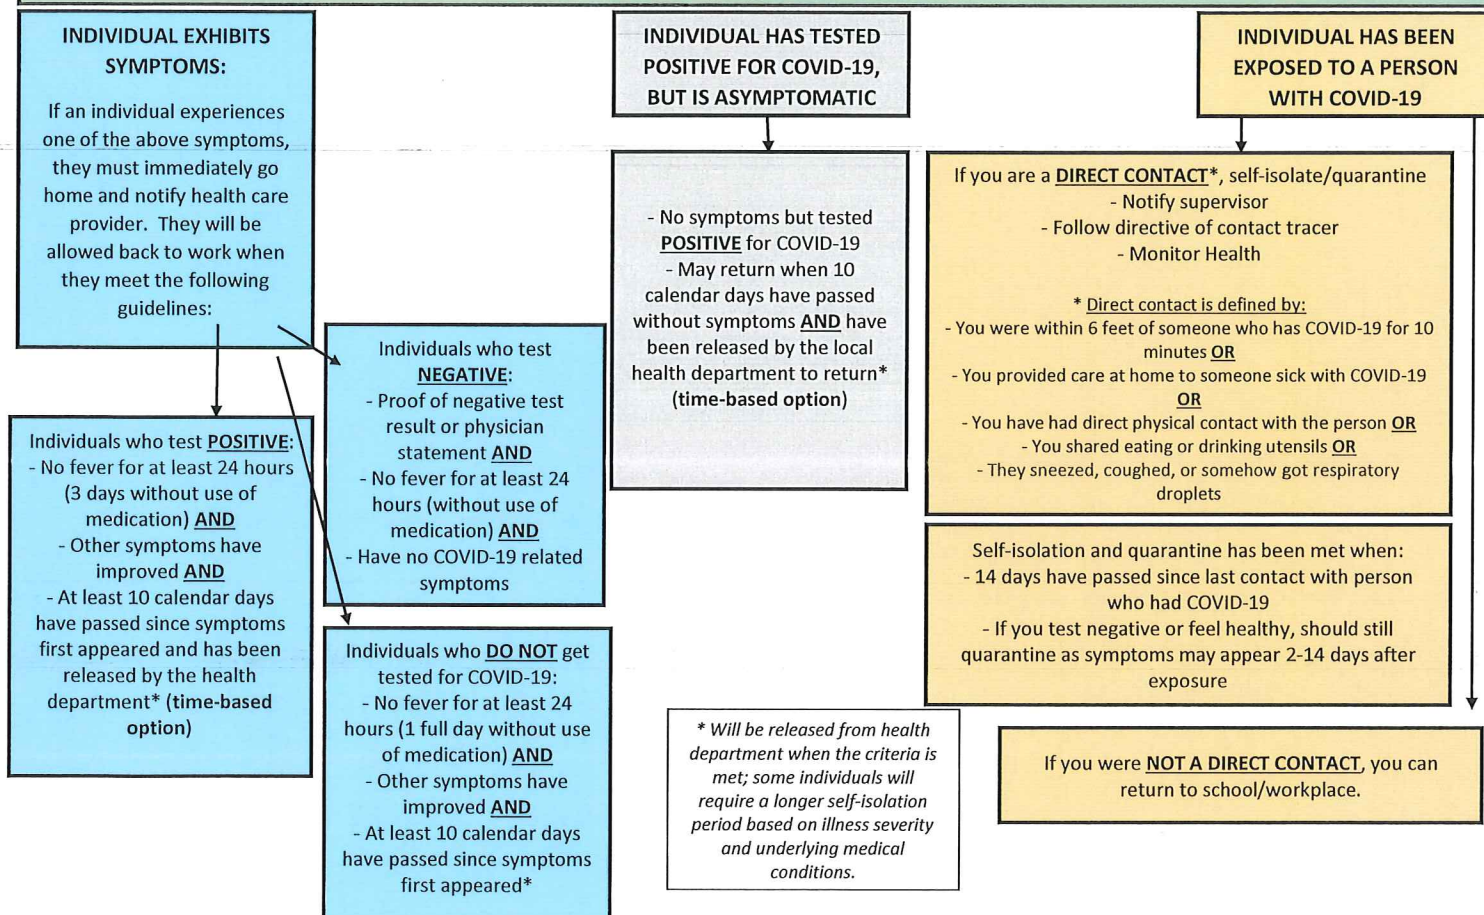 INDIVIDUAL EXHIBITS
SYMPTOMS:
If an individual experiences
one of the above symptoms,
they must immediately go
home and notify health care
provider. They will be
allowed back to work when
they meet the following
guidelines:
Individuals who test POSITIVE:
- No fever for at least 24 hours
(3 days without use of
medication) AND
- Other symptoms have
improved AND
- At least 10 calendar days
have passed since symptoms
first appeared and has been
released by the health
department* (time-based
option)
Individuals who test
NEGATIVE:
- Proof of negative test
result or physician
statement AND
- No fever for at least 24
hours (without use of
medication) AND
- Have no COVID-19 related
symptoms
Individuals who DO NOT get
tested for COVID-19:
- No fever for at least 24
hours (1 full day without use
of medication) AND
- Other symptoms have
improved AND
- At least 10 calendar days
have passed since symptoms
first appeared*
INDIVIDUAL HAS TESTED
POSITIVE FOR COVID-19,
BUT IS ASYMPTOMATIC
- No symptoms but tested
POSITIVE for COVID-19
- May return when 10
calendar days have passed
without symptoms AND have
been released by the local
health department to return*
(time-based option)
* Will be released from health
department when the criteria is
met; some individuals will
require a longer self-isolation
period based on illness severity
and underlying medical
conditions.
INDIVIDUAL HAS BEEN
EXPOSED TO A PERSON
WITH COVID-19
If you are a DIRECT CONTACT*, self-isolate/quarantine
- Notify supervisor
- Follow directive of contact tracer
- Monitor Health
* Direct contact is defined by:
- You were within 6 feet of someone who has COVID-19 for 10
minutes OR
- You provided care at home to someone sick with COVID-19
OR
- You have had direct physical contact with the person OR
- You shared eating or drinking utensils OR
- They sneezed, coughed, or somehow got respiratory
droplets
Self-isolation and quarantine has been met when:
- 14 days have passed since last contact with person
who had COVID-19
- If you test negative or feel healthy, should still
quarantine as symptoms may appear 2-14 days after
exposure
If you were NOT A DIRECT CONTACT, you can
return to school/workplace.